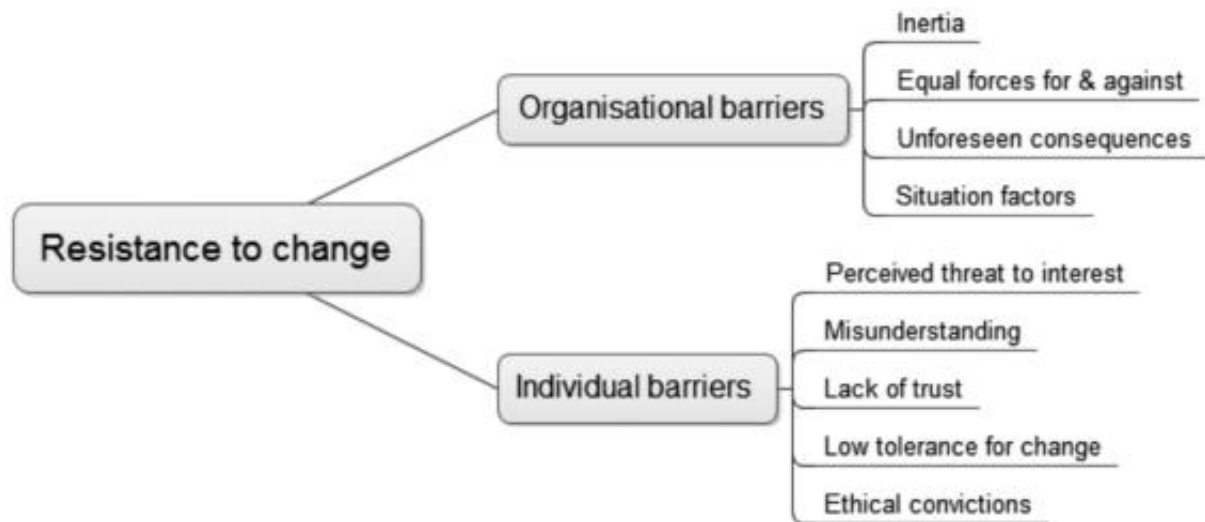 Resistance to change
Organisational barriers
Inertia
Equal forces for & against
Unforeseen consequences
Situation factors
Individual barriers
Perceived threat to interest
Misunderstanding
Lack of trust
Low tolerance for change
Ethical convictions